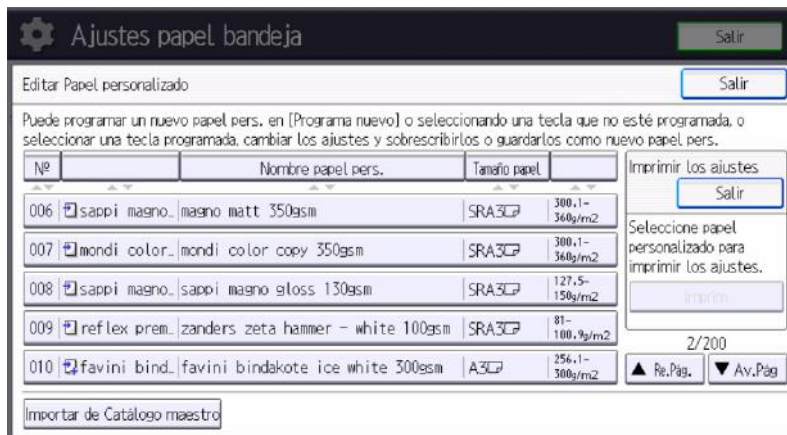 Ajustes papel bandeja Salir
Editar Papel personalizado Salir
Puede programar un nuevo papel pers. en [Programa nuevo] o seleccionando una tecla que no esté programada, o
seleccionar una tecla programada, cambiar los ajustes y sobrescribirlos o guardarlos como nuevo papel pers.
Nº Nombre papel pers. Tamaño papel
006 sappi magno.. magno matt 350gsm SRA3 300.1-360g/m2
007 mondi color.. mondi color copy 350gsm SRA3 300.1-360g/m2
008 sappi magno.. sappi magno gloss 130gsm SRA3 127.5-150g/m2
009 reflex prem.. zanders zeta hammer - white 100gsm SRA3 81-100.9g/m2
010 favini bind.. favini bindakote ice white 300gsm A3 256.1-300g/m2
Imprimir los ajustes
Salir
Seleccione papel
personalizado para
imprimir los ajustes.
Imprim
2/200
▲ Re.Pág. ▼ Av.Pág
Importar de Catálogo maestro